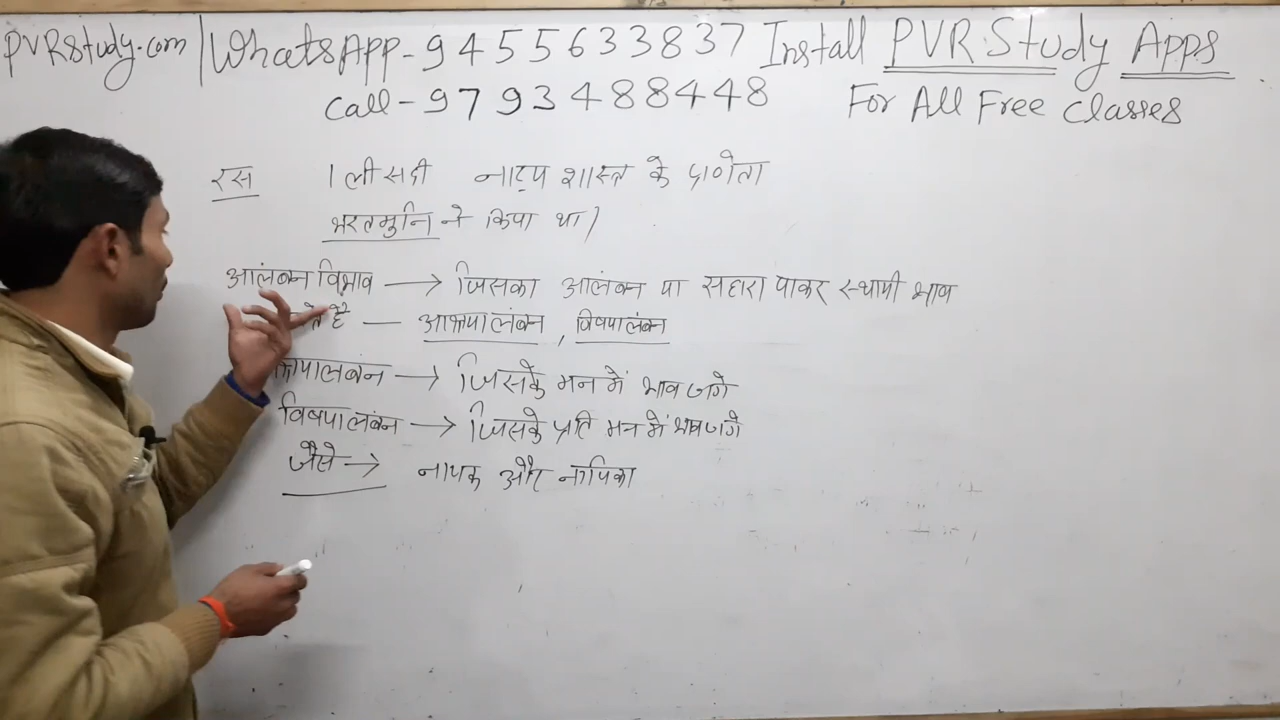 PVRStudy.com | WhatsApp - 9455633837 Install PVR Study Apps
Call - 9793488448 For All Free Classes
रस 1 ली सदी नाट्य शास्त्र के प्रणेता
भरतमुनि ने किया था /
आलंबन विभाव → जिसका आलंबन या सहारा पाकर स्थायी भाव
है — आश्रयालंबन , विषयालंबन
→ जिसके मन में भाव जगे
विषयालंबन → जिसके प्रति मन में भाव जगे
जैसे → नायक और नायिका